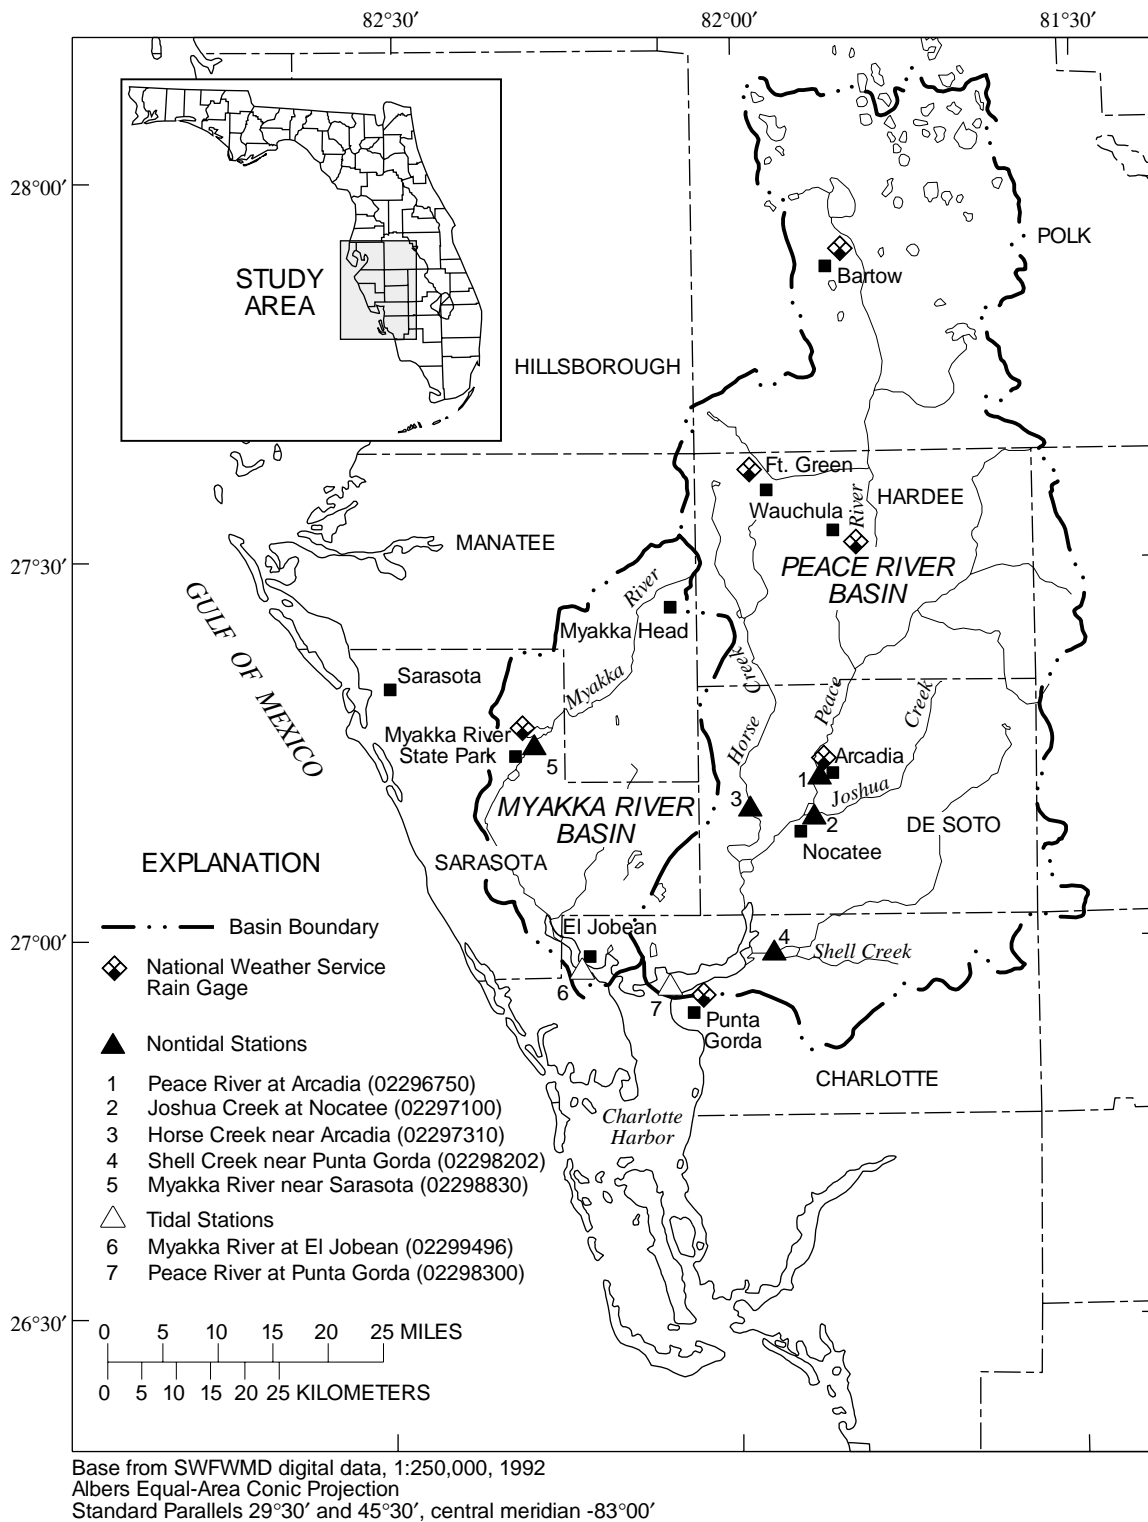 82°30′ 82°00′ 81°30′
28°00′
POLK
Bartow
STUDY
AREA
HILLSBOROUGH
Ft. Green
HARDEE
Wauchula
River
MANATEE
27°30′
PEACE RIVER
BASIN
River
GULF OF MEXICO
Myakka Head
Creek
Sarasota
Myakka
Peace
Creek
Horse
Myakka River
State Park
Arcadia
5
1
Joshua
3
MYAKKA RIVER
BASIN
2
DE SOTO
Nocatee
EXPLANATION
SARASOTA
Basin Boundary
El Jobean
4
27°00′
Shell Creek
National Weather Service
Rain Gage
6
7
Punta
Gorda
Nontidal Stations
CHARLOTTE
1 Peace River at Arcadia (02296750)
2 Joshua Creek at Nocatee (02297100)
Charlotte
Harbor
3 Horse Creek near Arcadia (02297310)
4 Shell Creek near Punta Gorda (02298202)
5 Myakka River near Sarasota (02298830)
Tidal Stations
6 Myakka River at El Jobean (02299496)
7 Peace River at Punta Gorda (02298300)
26°30′
0 5 10 15 20 25 MILES
0 5 10 15 20 25 KILOMETERS
Base from SWFWMD digital data, 1:250,000, 1992
Albers Equal-Area Conic Projection
Standard Parallels 29°30′ and 45°30′, central meridian -83°00′